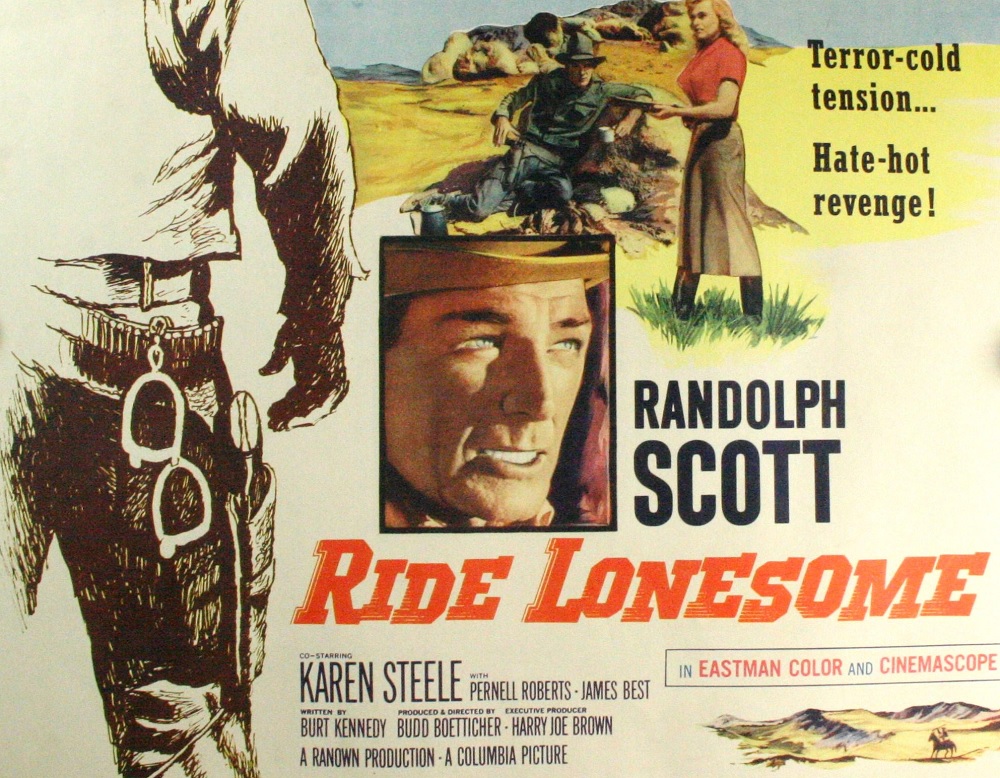 Terror-cold
tension...
Hate-hot
revenge!
RANDOLPH
SCOTT
RIDE LONESOME
CO-STARRING
KAREN STEELE WITH PERNELL ROBERTS · JAMES BEST
WRITTEN BY PRODUCED & DIRECTED BY EXECUTIVE PRODUCER
BURT KENNEDY BUDD BOETTICHER · HARRY JOE BROWN
A RANOWN PRODUCTION · A COLUMBIA PICTURE
IN EASTMAN COLOR AND CINEMASCOPE